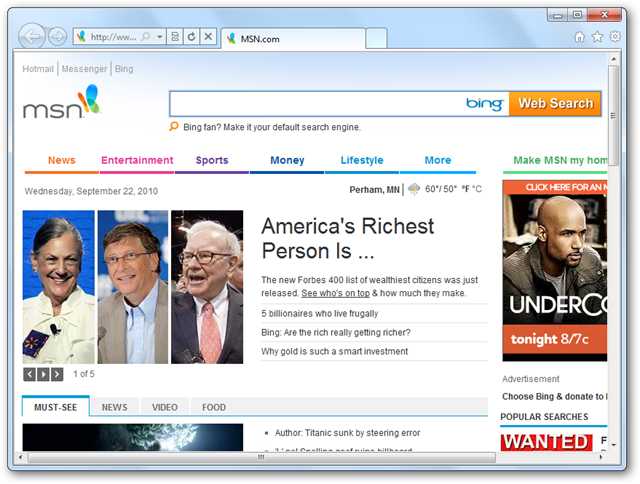 http://ww...
MSN.com
Hotmail Messenger Bing
msn
bing Web Search
Bing fan? Make it your default search engine.
News Entertainment Sports Money Lifestyle More Make MSN my hom
Wednesday, September 22, 2010
Perham, MN 60°/ 50° °F °C
CLICK HERE FOR AN
America's Richest
Person Is ...
The new Forbes 400 list of wealthiest citizens was just
released. See who's on top & how much they make.
5 billionaires who live frugally
Bing: Are the rich really getting richer?
Why gold is such a smart investment
UNDERCO
tonight 8/7c
1 of 5
Advertisement
Choose Bing & donate to
MUST-SEE NEWS VIDEO FOOD
POPULAR SEARCHES
Author: Titanic sunk by steering error
WANTED